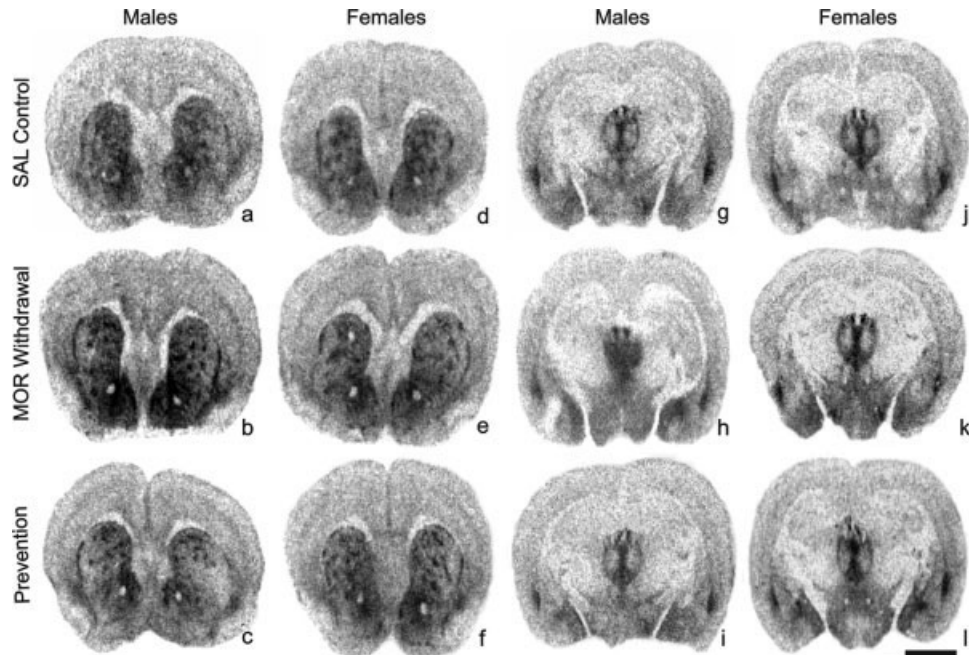 Males Females Males Females
SAL Control
a d g j
MOR Withdrawal
b e h k
Prevention
c f i l